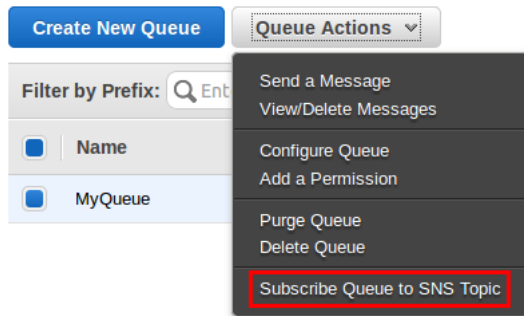 Create New Queue
Queue Actions
Filter by Prefix: Ent
Name
MyQueue
Send a Message
View/Delete Messages
Configure Queue
Add a Permission
Purge Queue
Delete Queue
Subscribe Queue to SNS Topic